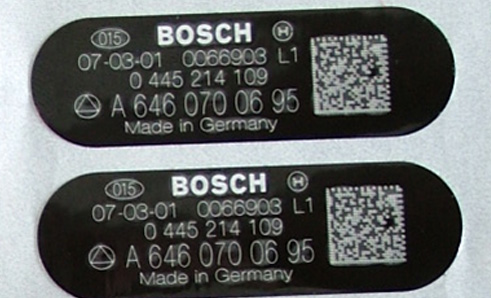 015 BOSCH H
07-03-01 0066903 L1
0 445 214 109
A 646 070 06 95
Made in Germany
015 BOSCH H
07-03-01 0066903 L1
0 445 214 109
A 646 070 06 95
Made in Germany